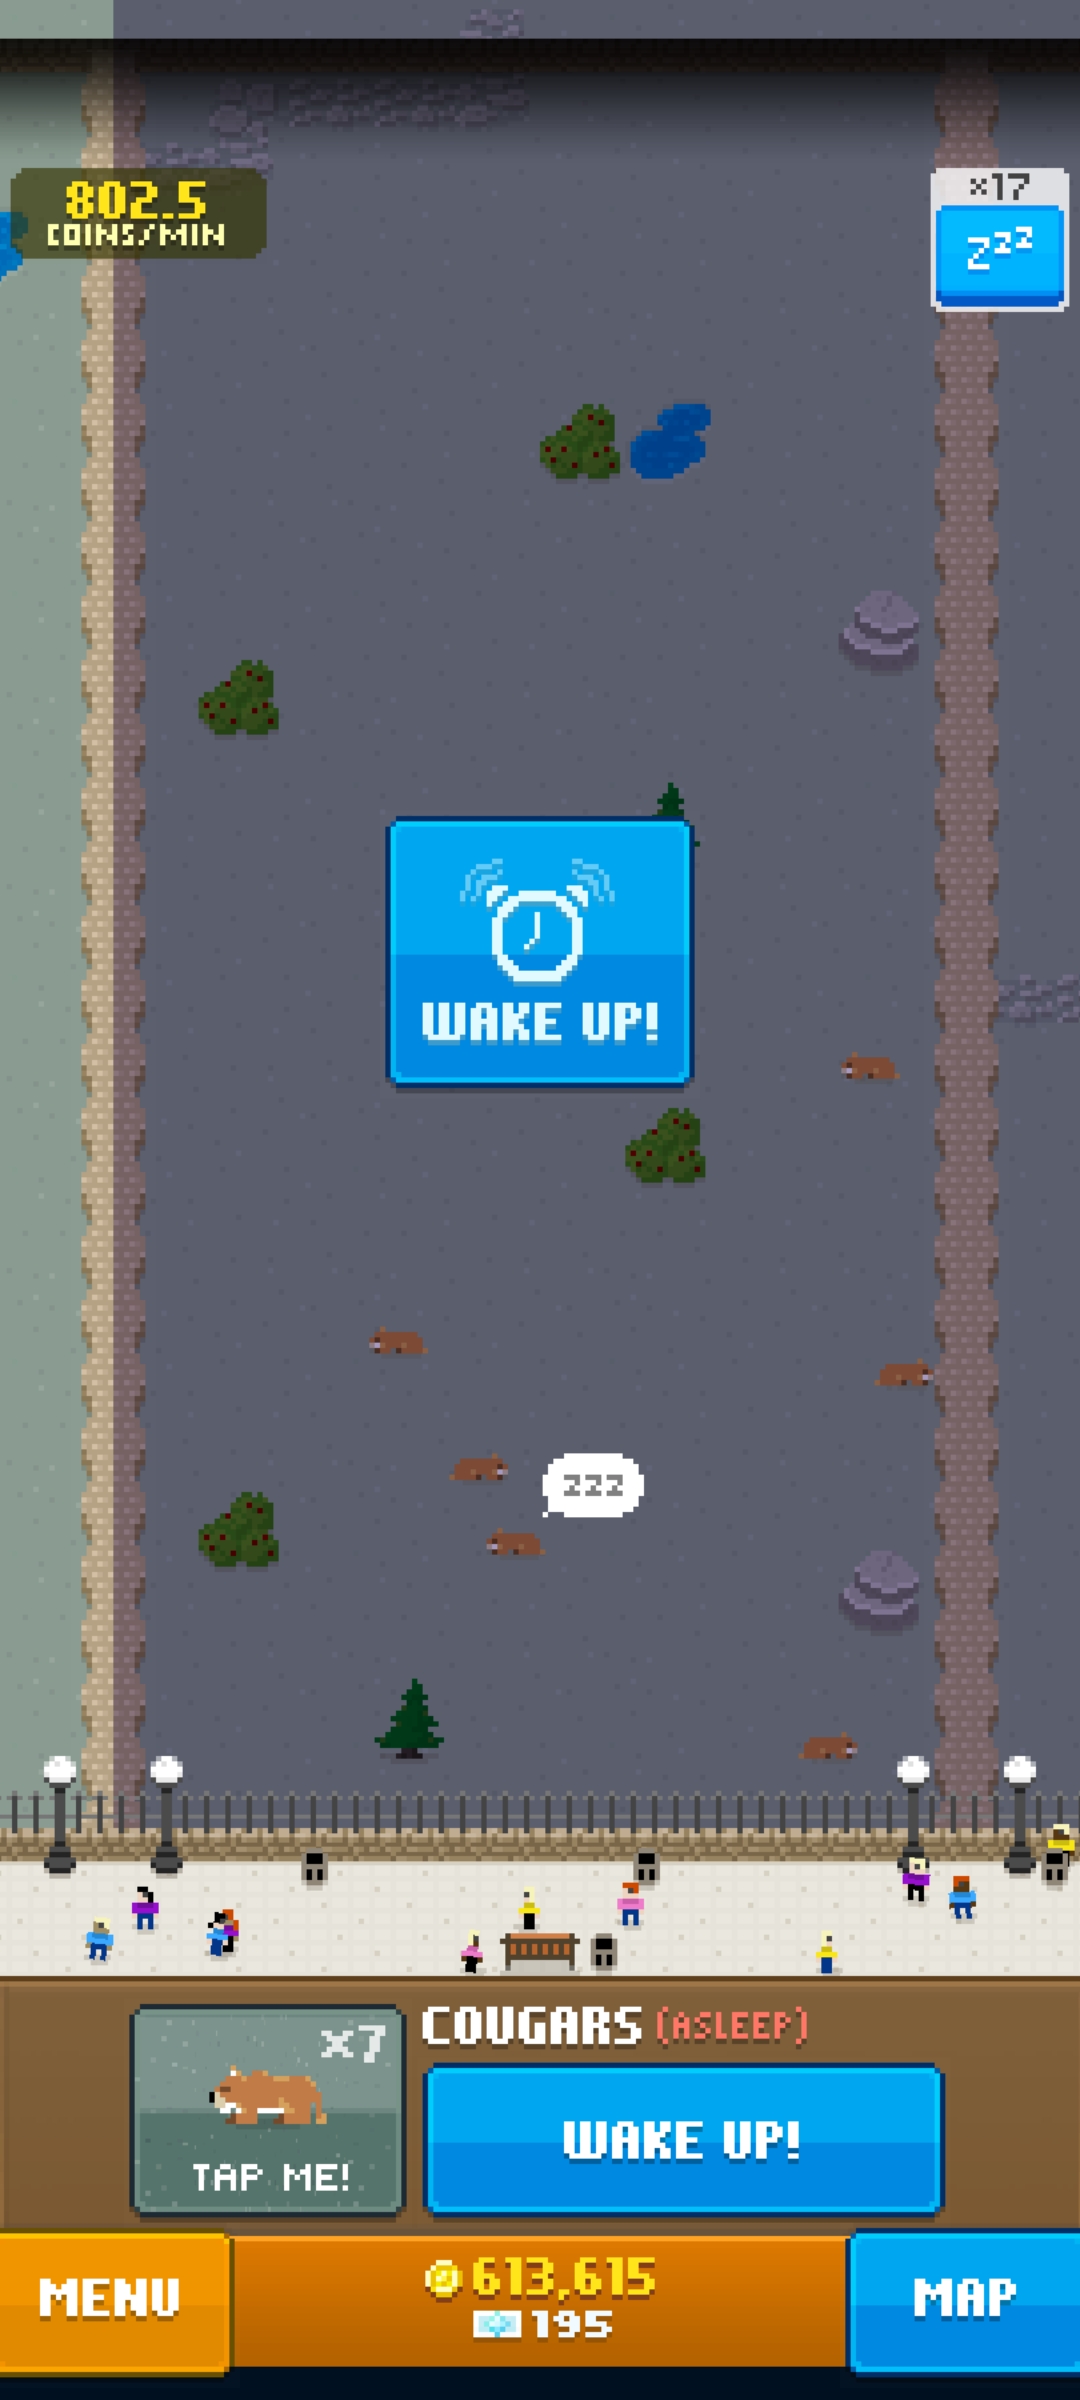 802.5
COINS/MIN
x17
zzz
WAKE UP!
zzz
x7
TAP ME!
COUGARS (ASLEEP)
WAKE UP!
MENU
613,615
195
MAP